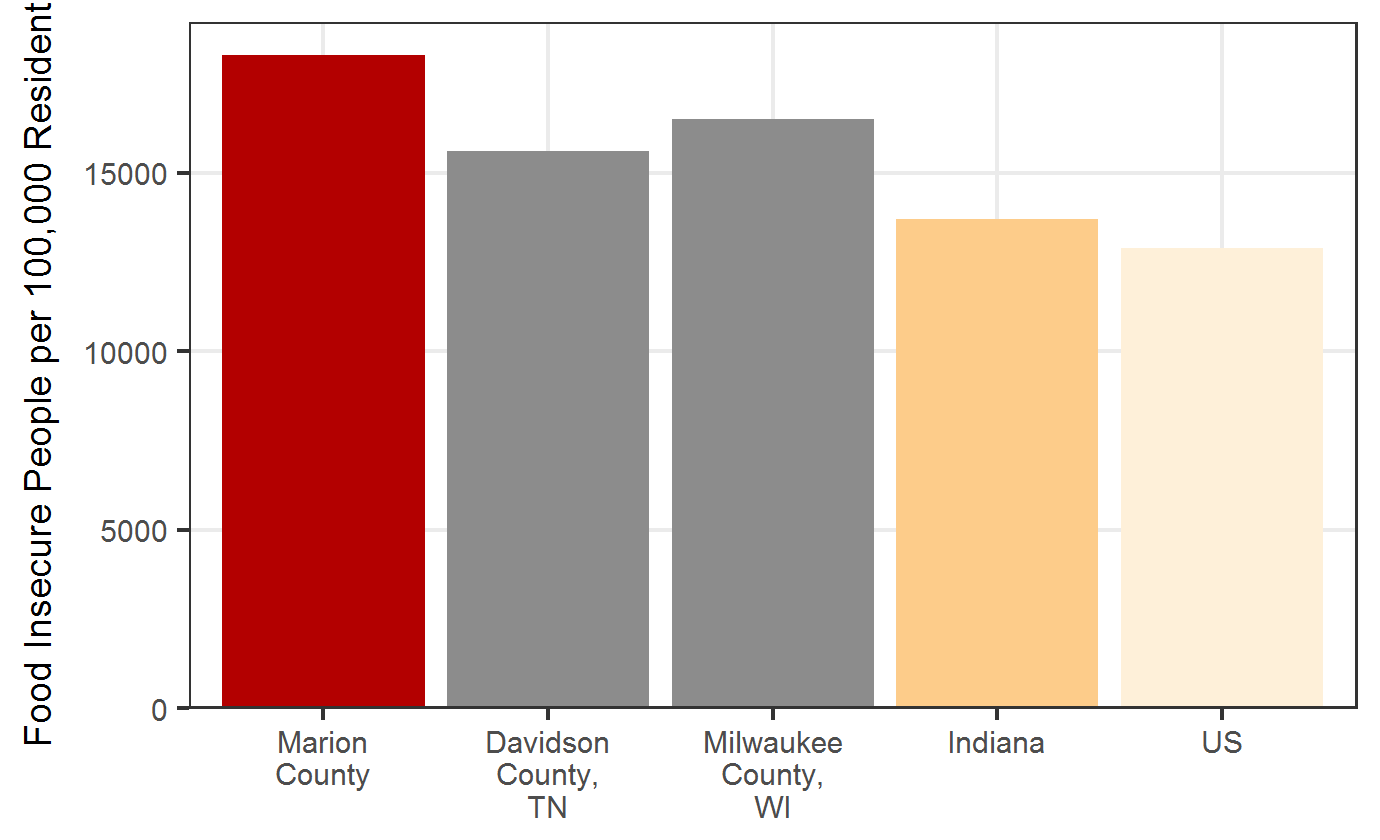 Food Insecure People per 100,000 Resident
15000
10000
5000
0
Marion
County
Davidson
County,
TN
Milwaukee
County,
WI
Indiana
US